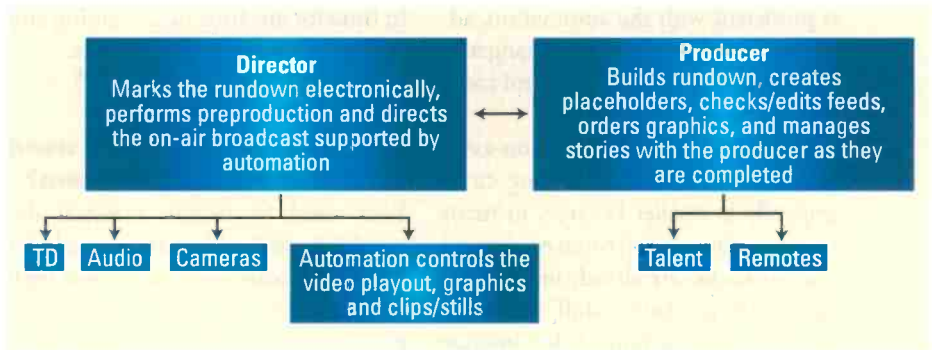 Director
Marks the rundown electronically,
performs preproduction and directs
the on-air broadcast supported by
automation
Producer
Builds rundown, creates
placeholders, checks/edits feeds,
orders graphics, and manages
stories with the producer as they
are completed
TD
Audio
Cameras
Automation controls the
video playout, graphics
and clips/stills
Talent
Remotes